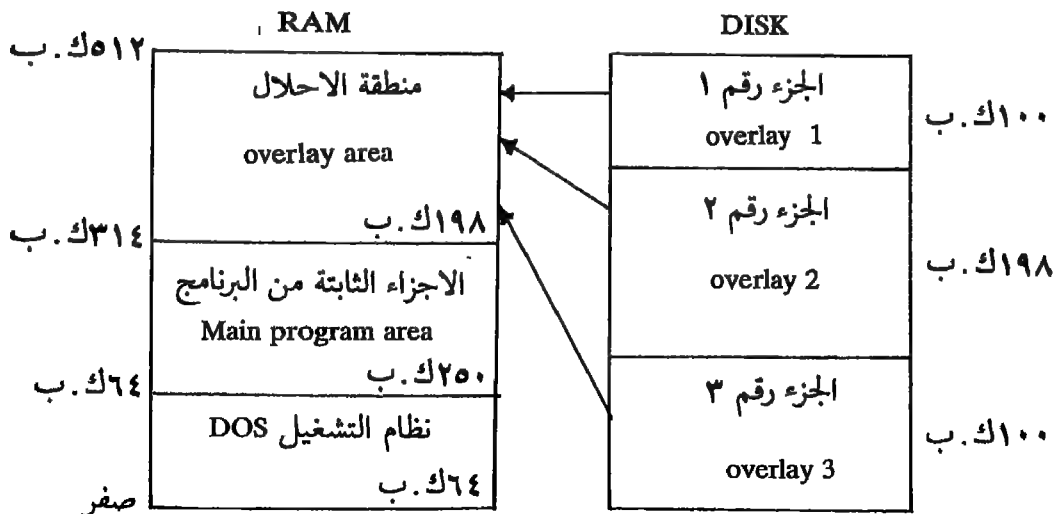 RAM
DISK
٥١٢ك.ب
منطقة الاحلال
overlay area
١٩٨ك.ب
٣١٤ك.ب
الاجزاء الثابتة من البرنامج
Main program area
٢٥٠ك.ب
٦٤ك.ب
نظام التشغيل DOS
٦٤ك.ب
صفر
الجزء رقم ١
overlay 1
١٠٠ك.ب
الجزء رقم ٢
overlay 2
١٩٨ك.ب
الجزء رقم ٣
overlay 3
١٠٠ك.ب